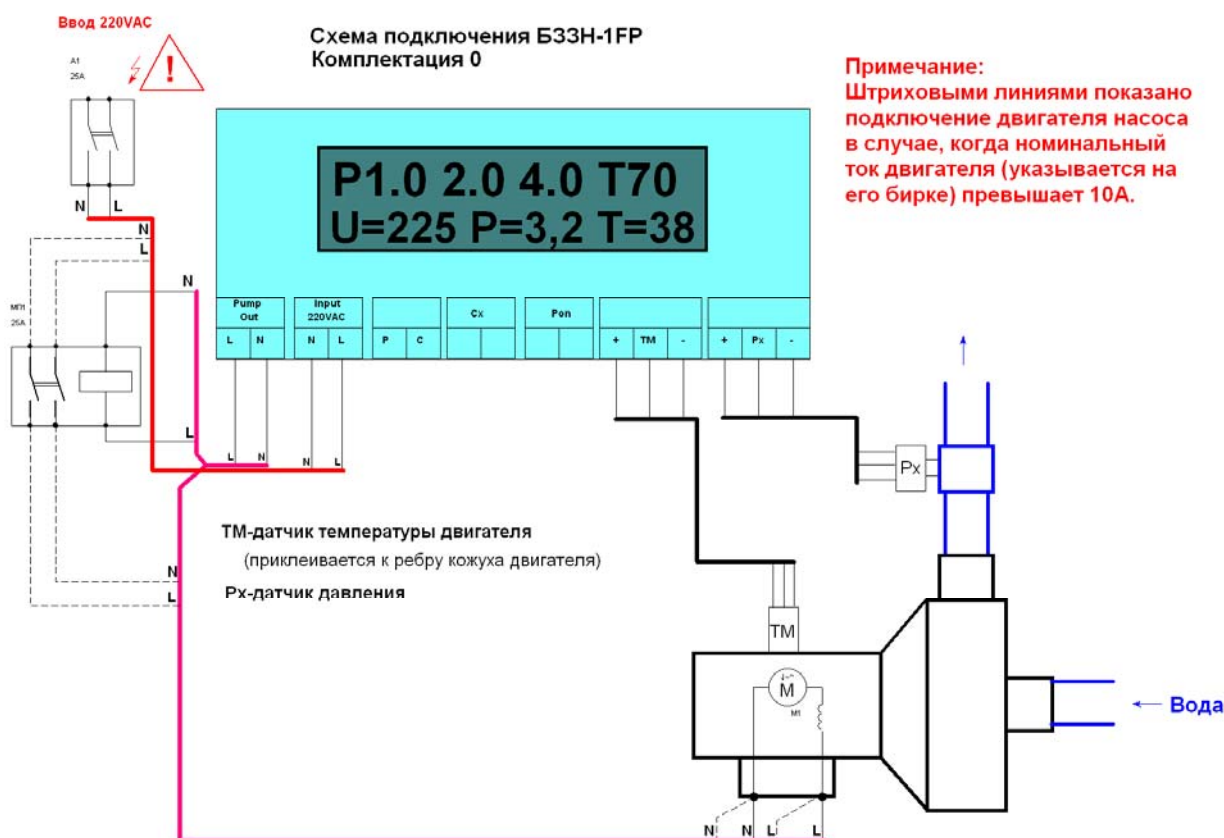 Ввод 220VAC
Схема подключения БЗЗН-1FP
Комплектация 0
A1
25A
Примечание:
Штриховыми линиями показано
подключение двигателя насоса
в случае, когда номинальный
ток двигателя (указывается на
его бирке) превышает 10А.
P1.0 2.0 4.0 T70
U=225 P=3,2 T=38
N L
N
L
N
МП1
25A
Pump
Out
Input
220VAC
Cx
Pon
L N
N L
P C
+ TM -
+ Px -
L
L N
N L
Px
ТМ-датчик температуры двигателя
(приклеивается к ребру кожуха двигателя)
Рх-датчик давления
N
L
TM
M
M1
Вода
N N L L